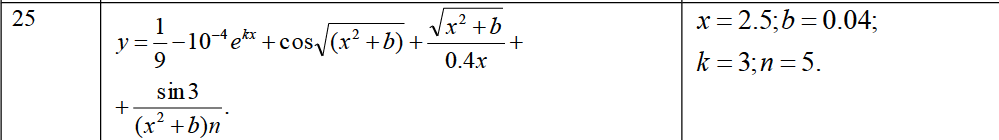 25
y = 1/9 − 10⁻⁴ eᵏˣ + cos√((x² + b)) + √(x² + b)/0.4x +
+ sin 3/(x² + b)n.
x = 2.5; b = 0.04;
k = 3; n = 5.